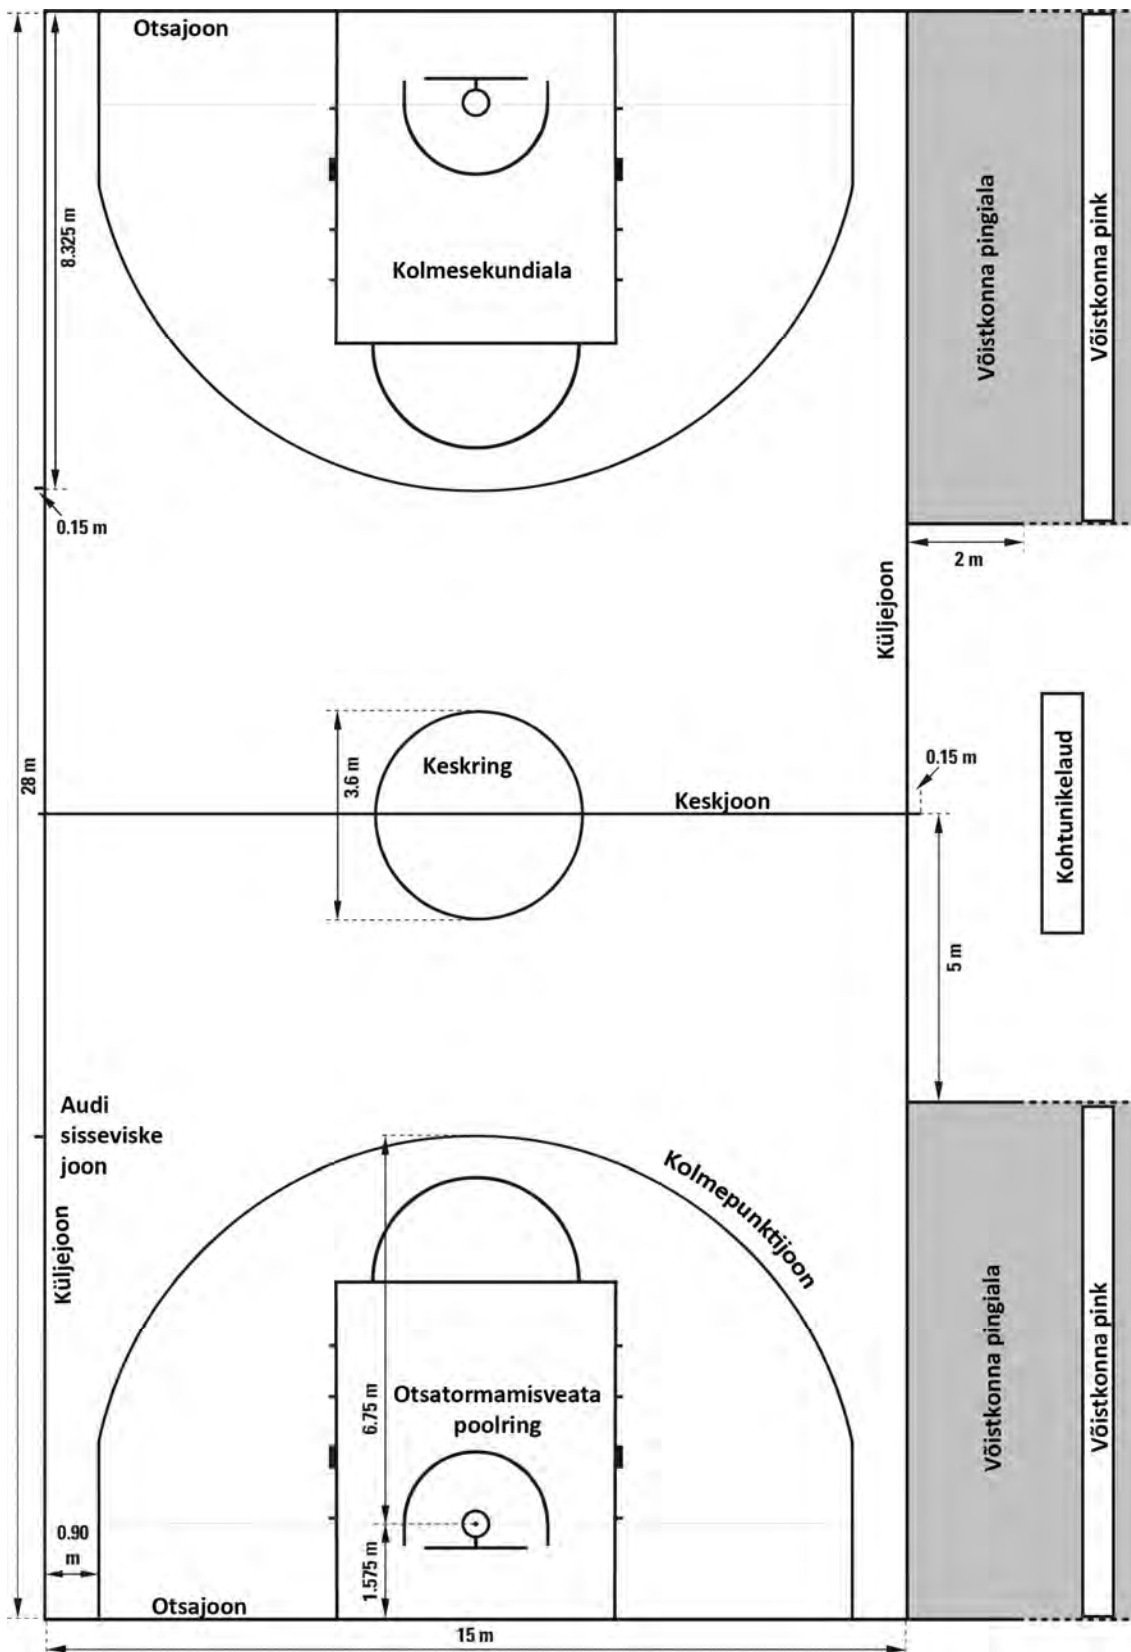 Otsajoon
8.325 m
Kolmesekundiala
Võistkonna pingiala
Võistkonna pink
0.15 m
2 m
Küljejoon
28 m
3.6 m
Keskring
Keskjoon
0.15 m
Kohtunikelaud
5 m
Audi
sisseviske
joon
Küljejoon
Kolmepunktijoon
6.75 m
Otsatormamisveata
poolring
Võistkonna pingiala
Võistkonna pink
0.90
m
1.575 m
Otsajoon
15 m